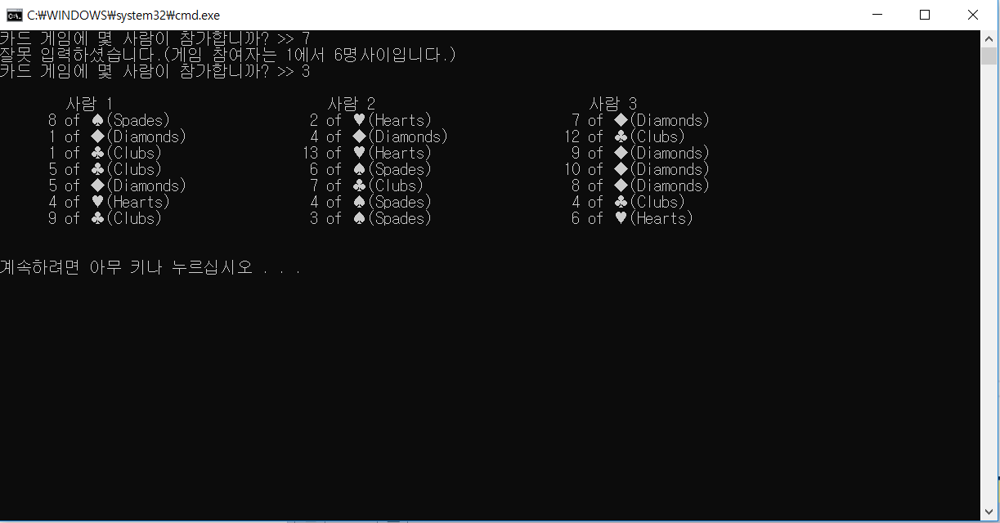 C:₩WINDOWS₩system32₩cmd.exe
카드 게임에 몇 사람이 참가합니까? >> 7
잘못 입력하셨습니다.(게임 참여자는 1에서 6명사이입니다.)
카드 게임에 몇 사람이 참가합니까? >> 3
사람 1 사람 2 사람 3
8 of ♠(Spades) 2 of ♥(Hearts) 7 of ◆(Diamonds)
1 of ◆(Diamonds) 4 of ◆(Diamonds) 12 of ♣(Clubs)
1 of ♣(Clubs) 13 of ♥(Hearts) 9 of ◆(Diamonds)
5 of ♣(Clubs) 6 of ♠(Spades) 10 of ◆(Diamonds)
5 of ◆(Diamonds) 7 of ♣(Clubs) 8 of ◆(Diamonds)
4 of ♥(Hearts) 4 of ♠(Spades) 4 of ♣(Clubs)
9 of ♣(Clubs) 3 of ♠(Spades) 6 of ♥(Hearts)
계속하려면 아무 키나 누르십시오 . . .